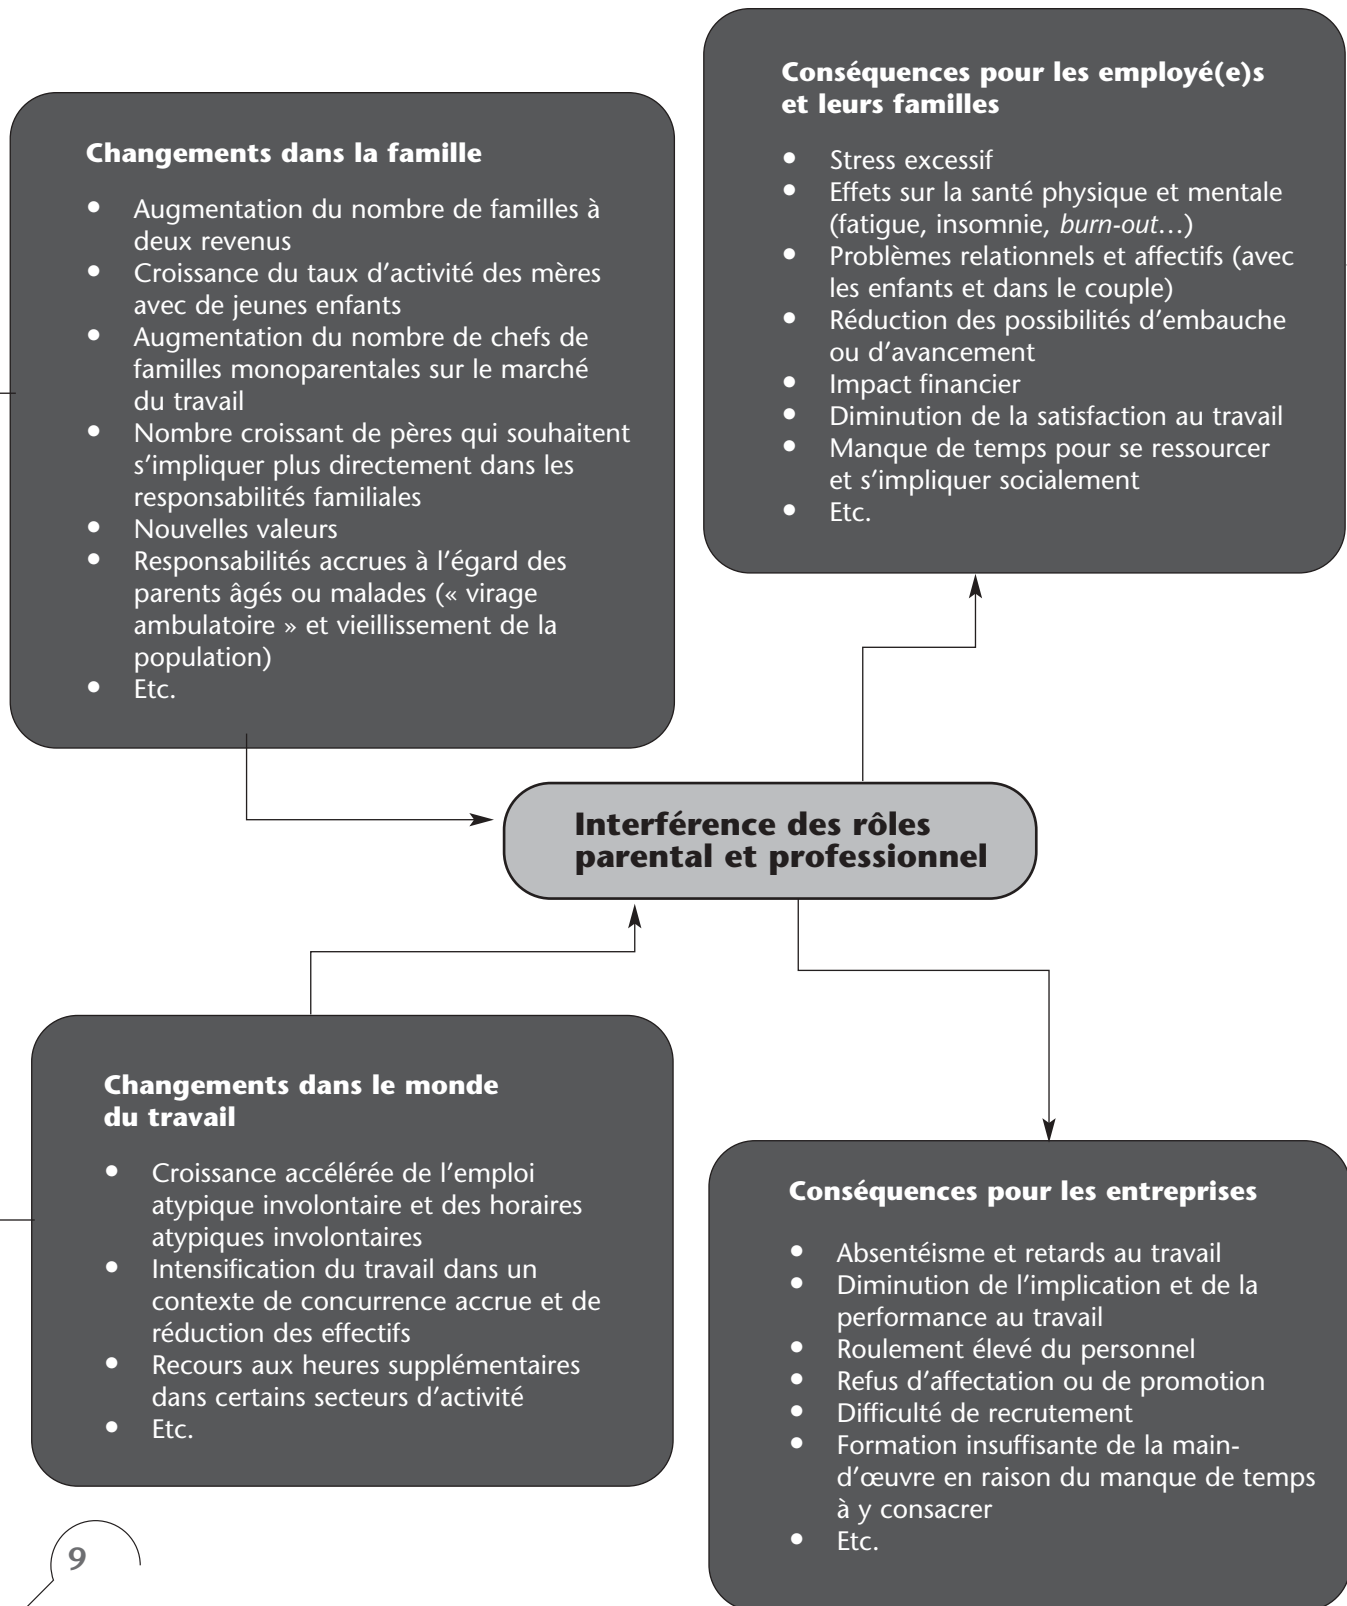 Changements dans la famille
• Augmentation du nombre de familles à
deux revenus
• Croissance du taux d'activité des mères
avec de jeunes enfants
• Augmentation du nombre de chefs de
familles monoparentales sur le marché
du travail
• Nombre croissant de pères qui souhaitent
s'impliquer plus directement dans les
responsabilités familiales
• Nouvelles valeurs
• Responsabilités accrues à l'égard des
parents âgés ou malades (« virage
ambulatoire » et vieillissement de la
population)
• Etc.
Conséquences pour les employé(e)s
et leurs familles
• Stress excessif
• Effets sur la santé physique et mentale
(fatigue, insomnie, burn-out…)
• Problèmes relationnels et affectifs (avec
les enfants et dans le couple)
• Réduction des possibilités d'embauche
ou d'avancement
• Impact financier
• Diminution de la satisfaction au travail
• Manque de temps pour se ressourcer
et s'impliquer socialement
• Etc.
Interférence des rôles
parental et professionnel
Changements dans le monde
du travail
• Croissance accélérée de l'emploi
atypique involontaire et des horaires
atypiques involontaires
• Intensification du travail dans un
contexte de concurrence accrue et de
réduction des effectifs
• Recours aux heures supplémentaires
dans certains secteurs d'activité
• Etc.
Conséquences pour les entreprises
• Absentéisme et retards au travail
• Diminution de l'implication et de la
performance au travail
• Roulement élevé du personnel
• Refus d'affectation ou de promotion
• Difficulté de recrutement
• Formation insuffisante de la main-
d'œuvre en raison du manque de temps
à y consacrer
• Etc.
9